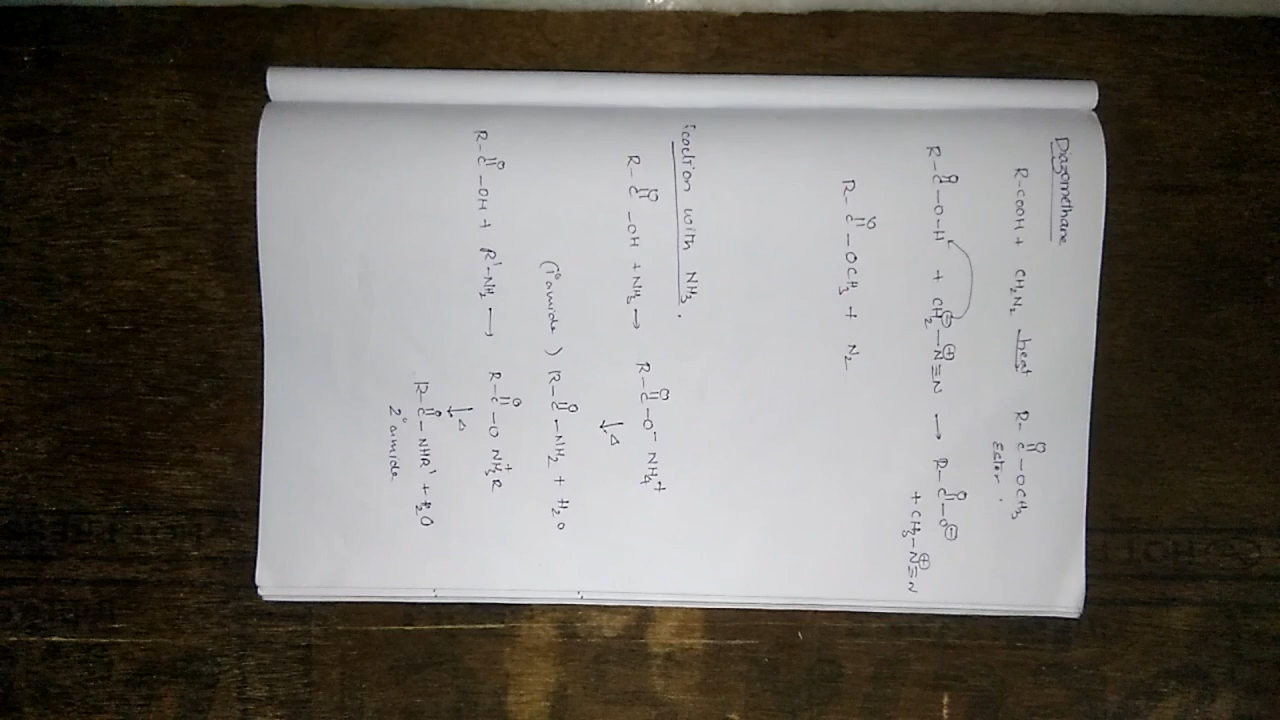 Diazomethane
R-COOH + CH2N2 heat R-C(=O)-OCH3
Ester.
R-C(=O)-O-H + CH2⊖-N⊕≡N → R-C(=O)-O⊖
+ CH3-N⊕≡N
R-C(=O)-OCH3 + N2
eaction with NH3.
R-C(=O)-OH + NH3 → R-C(=O)-O⁻ NH4⁺
↓Δ
(1° amide) R-C(=O)-NH2 + H2O
R-C(=O)-OH + R'-NH2 → R-C(=O)-O NH3⁺R
↓Δ
R-C(=O)-NHR' + H2O
2° amide